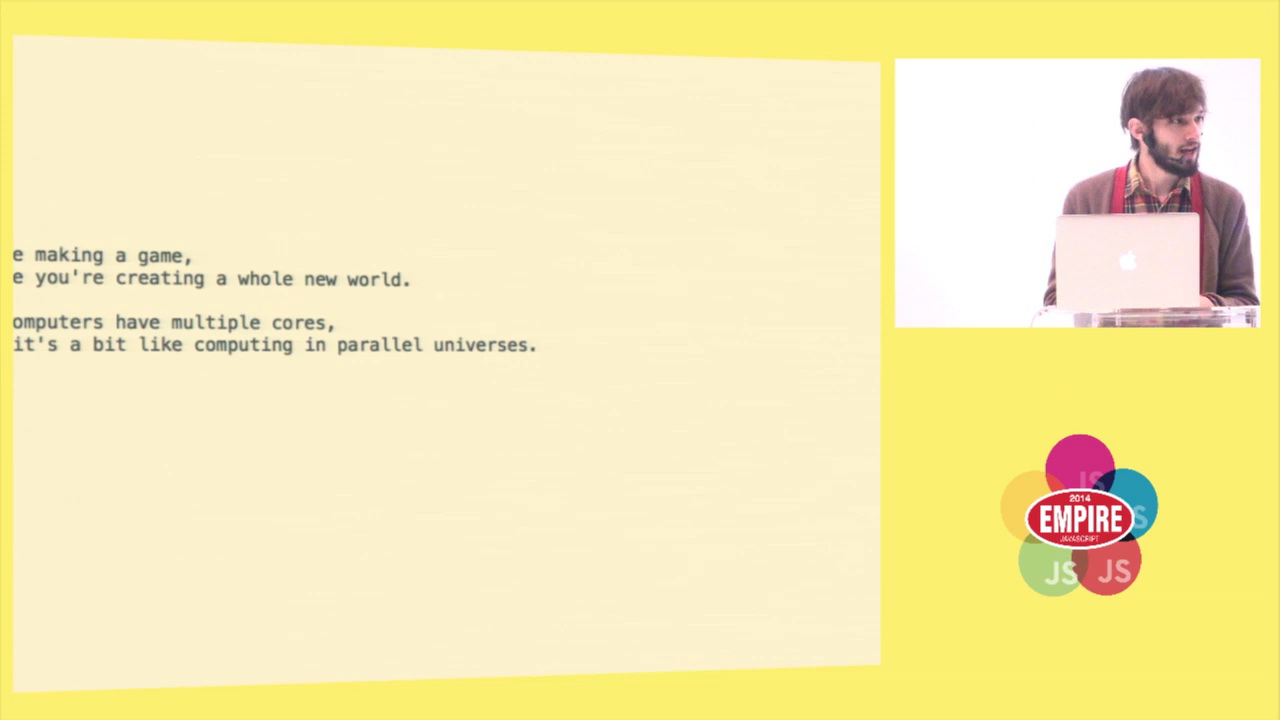 e making a game,
e you're creating a whole new world.
omputers have multiple cores,
it's a bit like computing in parallel universes.
JS
JS
2014
EMPIRE
JAVASCRIPT
JS
JS